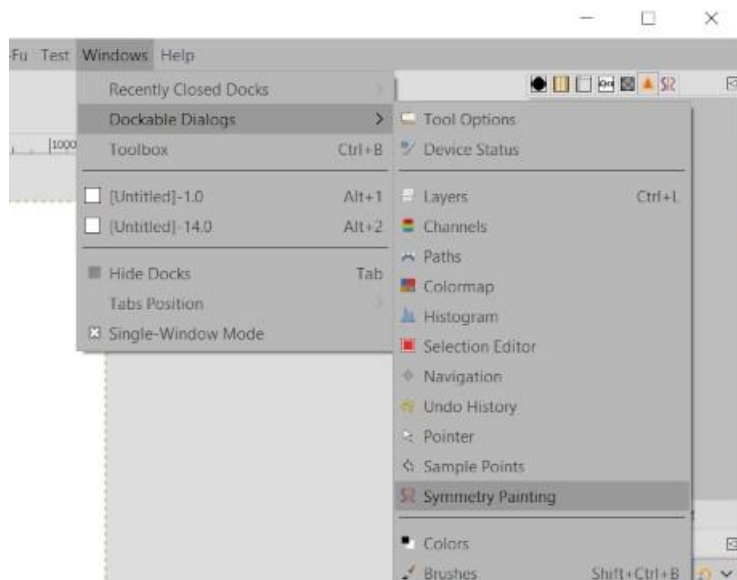 -Fu Test Windows Help
Recently Closed Docks
Dockable Dialogs >
Toolbox Ctrl+B
[Untitled]-1.0 Alt+1
[Untitled]-14.0 Alt+2
Hide Docks Tab
Tabs Position
Single-Window Mode
1000
Tool Options
Device Status
Layers Ctrl+L
Channels
Paths
Colormap
Histogram
Selection Editor
Navigation
Undo History
Pointer
Sample Points
Symmetry Painting
Colors
Brushes Shift+Ctrl+B